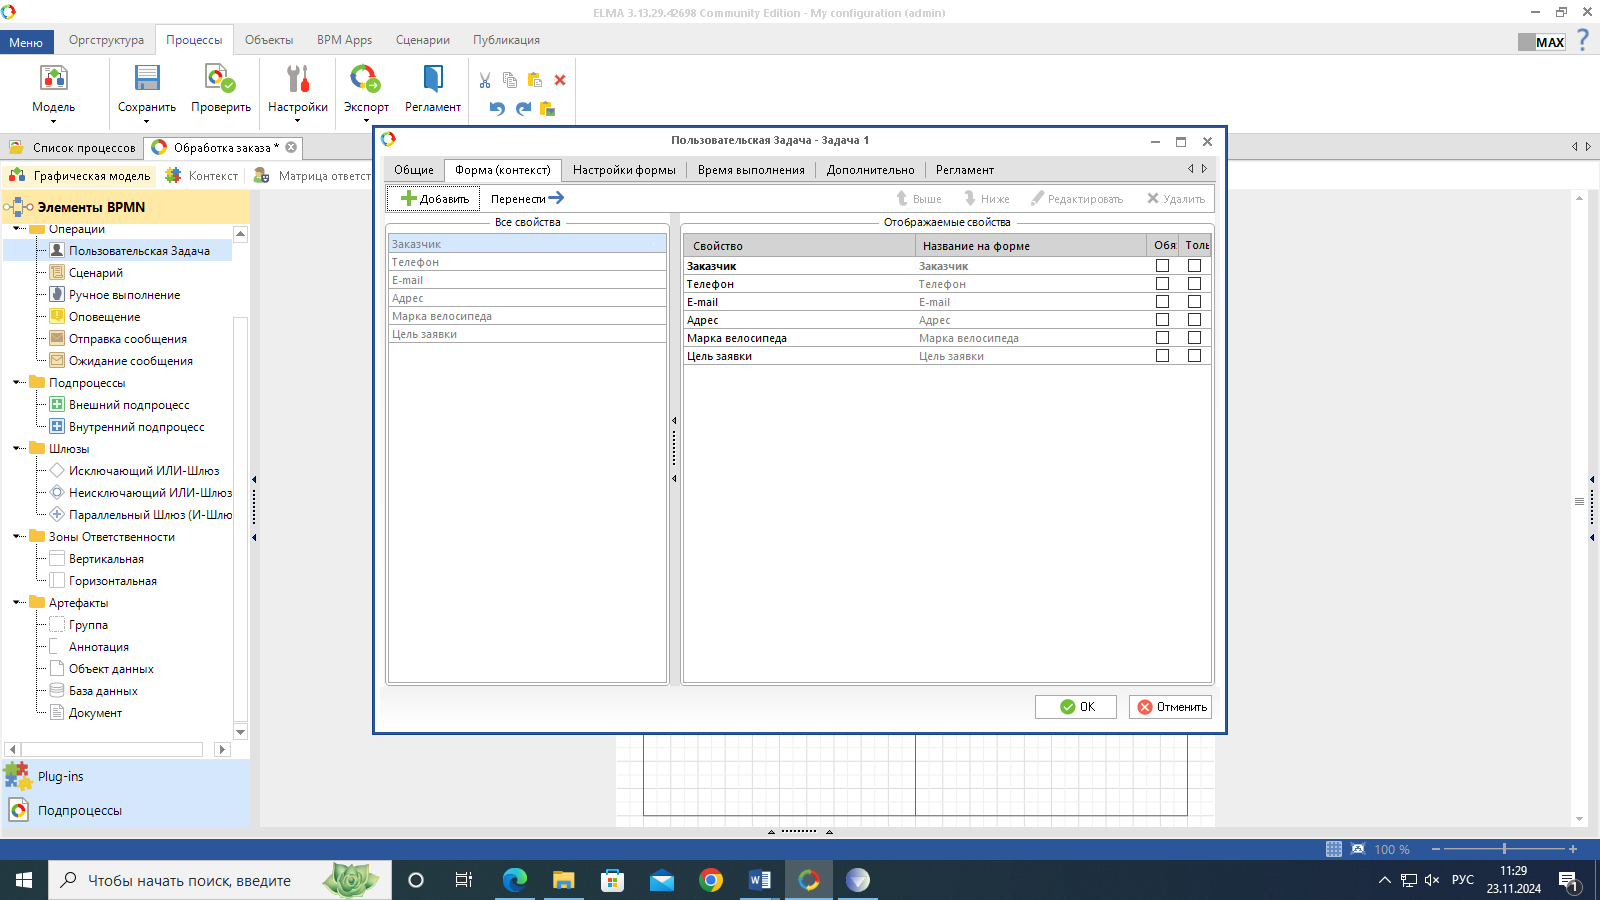 ELMA 3.13.29.42698 Community Edition - My configuration (admin)
Меню
Оргструктура
Процессы
Объекты
BPM Apps
Сценарии
Публикация
MAX
?
Модель
Сохранить
Проверить
Настройки
Экспорт
Регламент
Список процессов
Обработка заказа *
Графическая модель
Контекст
Матрица ответст
Элементы BPMN
Операции
Пользовательская Задача
Сценарий
Ручное выполнение
Оповещение
Отправка сообщения
Ожидание сообщения
Подпроцессы
Внешний подпроцесс
Внутренний подпроцесс
Шлюзы
Исключающий ИЛИ-Шлюз
Неисключающий ИЛИ-Шлюз
Параллельный Шлюз (И-Шлю
Зоны Ответственности
Вертикальная
Горизонтальная
Артефакты
Группа
Аннотация
Объект данных
База данных
Документ
Plug-ins
Подпроцессы
Пользовательская Задача - Задача 1
Общие
Форма (контекст)
Настройки формы
Время выполнения
Дополнительно
Регламент
Добавить
Перенести
Выше
Ниже
Редактировать
Удалить
Все свойства
Заказчик
Телефон
E-mail
Адрес
Марка велосипеда
Цель заявки
Отображаемые свойства
Свойство Название на форме Обя: Толь
Заказчик Заказчик
Телефон Телефон
E-mail E-mail
Адрес Адрес
Марка велосипеда Марка велосипеда
Цель заявки Цель заявки
OK
Отменить
100 %
Чтобы начать поиск, введите
РУС
11:29
23.11.2024
1